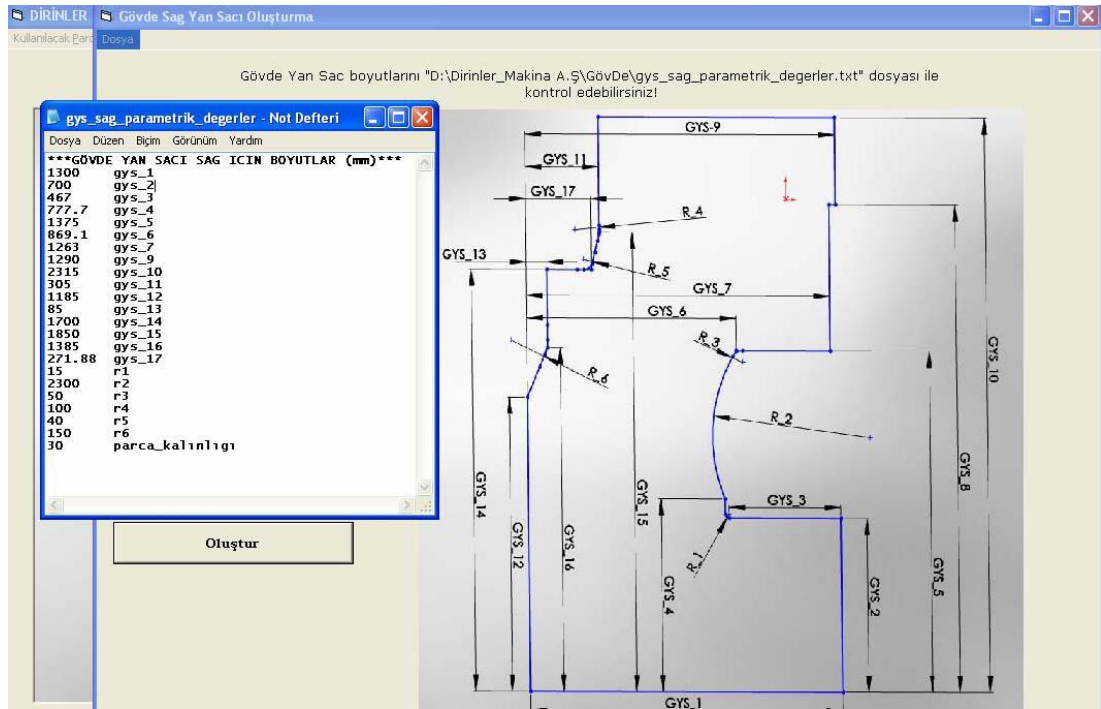 DİRİNLER
Gövde Sag Yan Sacı Oluşturma
Kullanılacak Parc
Dosya
Gövde Yan Sac boyutlarını "D:\Dirinler_Makina A.Ş\GövDe\gys_sag_parametrik_degerler.txt" dosyası ile
kontrol edebilirsiniz!
gys_sag_parametrik_degerler - Not Defteri
Dosya Düzen Biçim Görünüm Yardım
***GÖVDE YAN SACI SAG ICIN BOYUTLAR (mm)***
1300 gys_1
700 gys_2
467 gys_3
777.7 gys_4
1375 gys_5
869.1 gys_6
1263 gys_7
1290 gys_9
2315 gys_10
305 gys_11
1185 gys_12
85 gys_13
1700 gys_14
1850 gys_15
1385 gys_16
271.88 gys_17
15 r1
2300 r2
50 r3
100 r4
40 r5
150 r6
30 parca_kalınlıgı
Oluştur
GYS-9
GYS_11
GYS_17
R_4
GYS_13
R_5
GYS_7
GYS_6
R_3
R_6
GYS_10
R_2
GYS_8
GYS_14
GYS_15
GYS_3
GYS_12
GYS_16
R_1
GYS_4
GYS_2
GYS_5
GYS_1